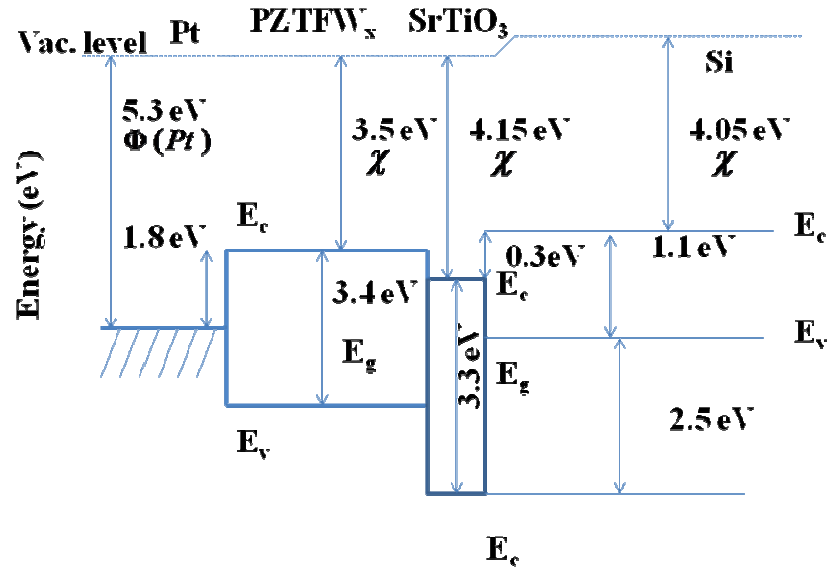 Vac. level Pt PZTFWx SrTiO3
Si
5.3 eV
Φ (Pt)
3.5 eV
χ
4.15 eV
χ
4.05 eV
χ
Energy (eV)
1.8 eV
Ec
0.3eV
1.1 eV
Ec
3.4 eV
Ec
Ev
Eg
3.3 eV
Eg
2.5 eV
Ev
Ec